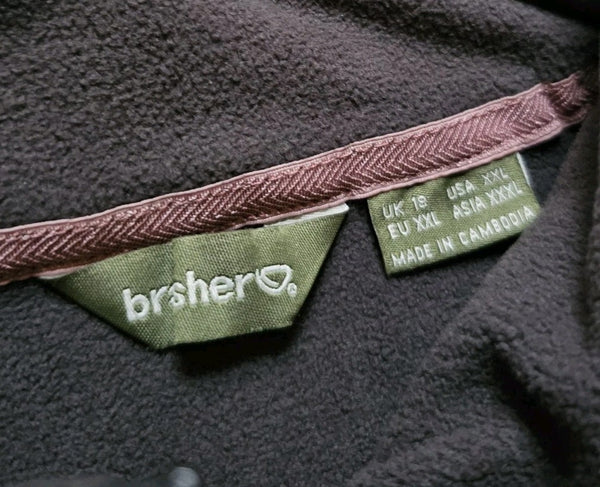 brsher
UK 18 USA XXL
EU XXL ASIA XXXL
MADE IN CAMBODIA